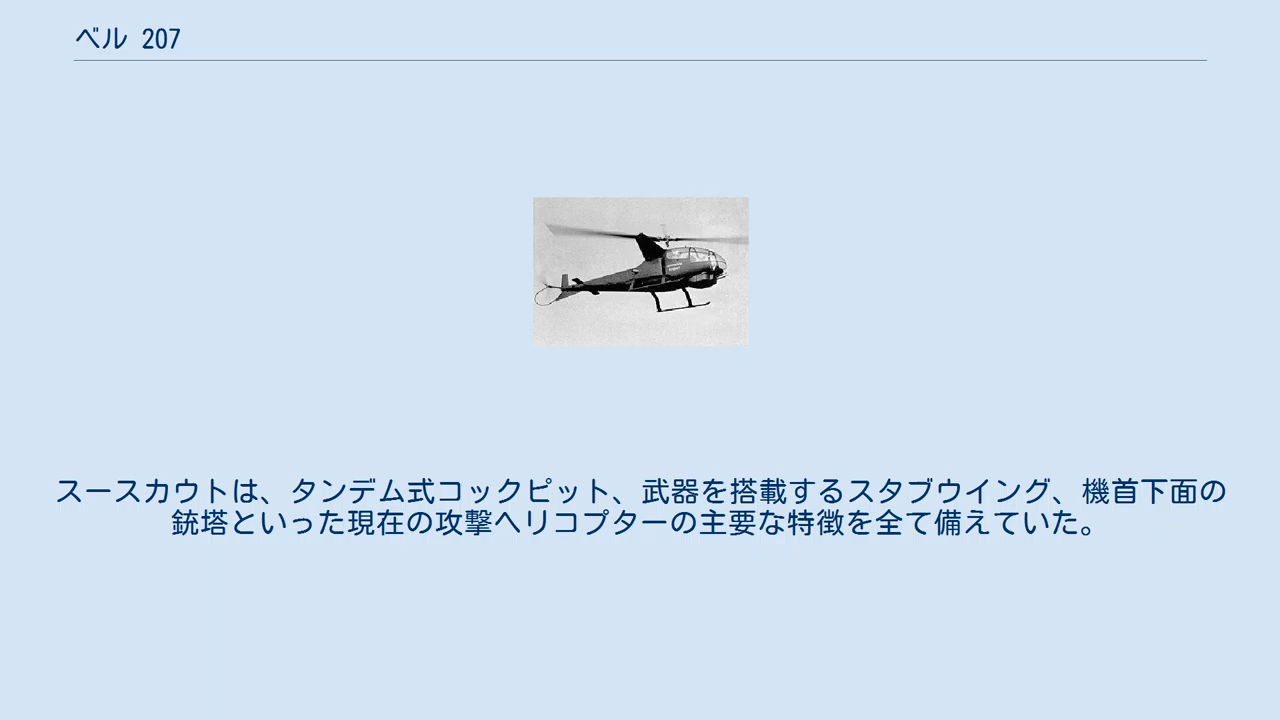 ベル 207
スースカウトは、タンデム式コックピット、武器を搭載するスタブウイング、機首下面の
銃塔といった現在の攻撃ヘリコプターの主要な特徴を全て備えていた。